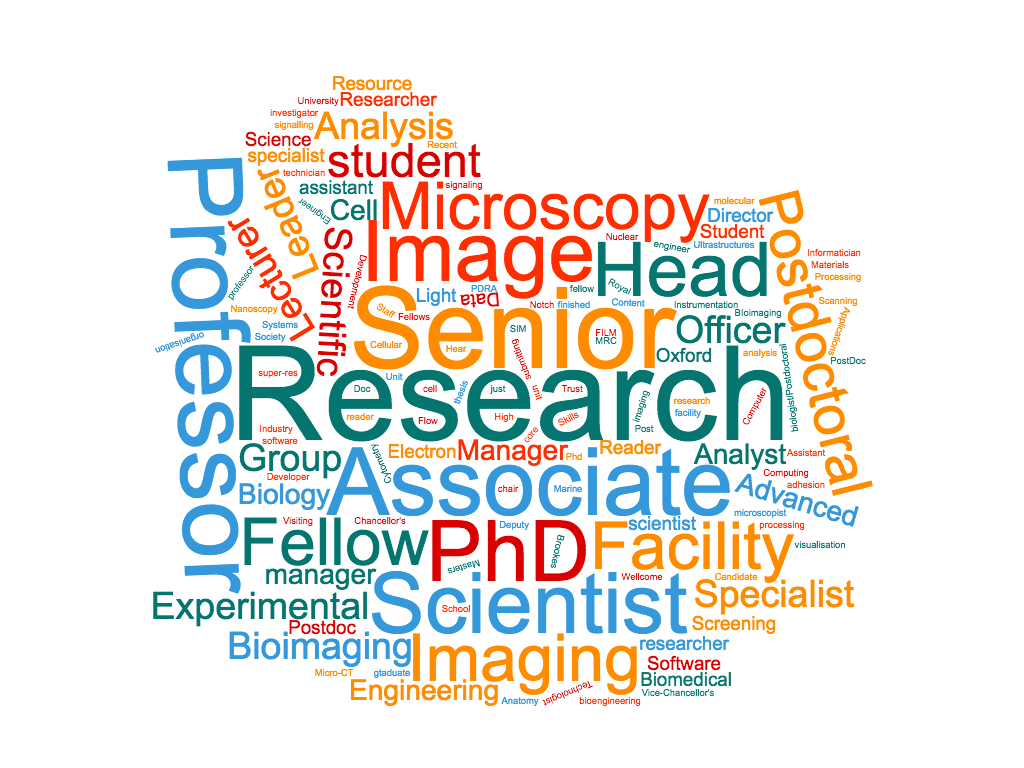 Resource
University
Researcher
investigator
signalling
Analysis
Science
Recent
specialist
student
technician
assistant
signaling
Engineer
Cell
Microscopy
molecular
Director
Student
Professor
Leader
Lecturer
Scientific
Image
Nuclear
engineer
Ultrastructures
Head
Postdoctoral
Informatician
Materials
Processing
professor
Development
Light
Data
PDRA
fellow
Royal
Notch
finished
Content
Instrumentation
Scanning
Nanoscopy
Staff
Fellows
Senior
BIoimaging
Applications
Systems
Society
organisation
SIM
FILM
MRC
Officer
Cellular
Hear
submitting
Oxford
analysis
PostDoc
super-res
Unit
Research
Doc
cell
thesis
just
unit
Trust
imaging
research
facility
Computer
biologist/Postdoctoral
reader
Flow
High
Skills
core
Post
Industry
software
Group
Cytometry
Electron
Manager
Phd
Reader
Analyst
Assistant
Developer
Computing
Biology
Associate
chair
Marine
adhesion
Advanced
Visiting
Chancellor's
Deputy
scientist
microscopist
processing
Fellow
PhD
Brookes
Facility
visualisation
manager
Masters
Wellcome
Candidate
Experimental
Scientist
School
Specialist
Postdoc
Screening
Bioimaging
Imaging
researcher
Software
Micro-CT
gtaduate
Biomedical
Engineering
Anatomy
Technologist
bioengineering
Vice-Chancellor's